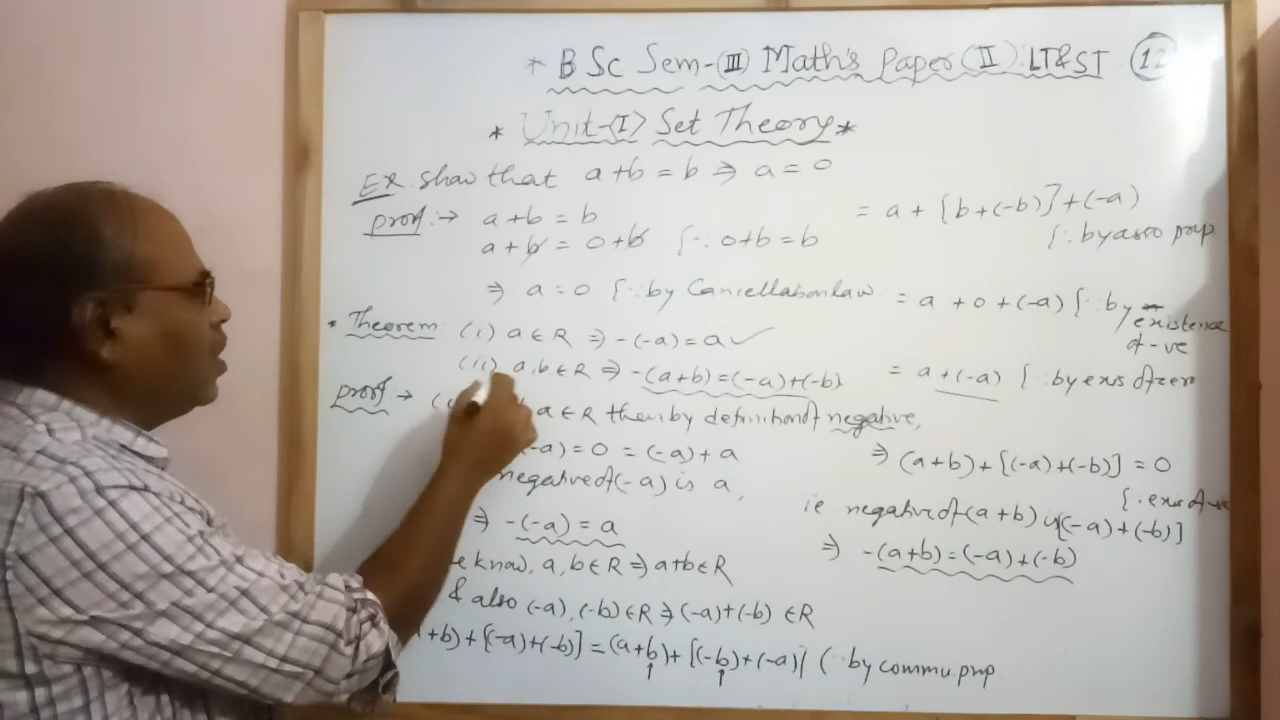 * B Sc Sem-(III) Math's Paper (II) LT&ST
* Unit-(I) Set Theory *
Ex. Show that a+b = b ⇒ a = 0
Proof :→ a+b = b
a+b = 0+b {∵ 0+b = b
⇒ a = 0 {∵ by Cancellation law
* Theorem (i) a ∈ R ⇒ -(-a) = a ✓
(ii) a, b ∈ R ⇒ -(a+b) = (-a)+(-b)
Proof :→ a ∈ R then by definition of negative,
-a) = 0 = (-a) + a
negative of (-a) is a,
⇒ -(-a) = a
e know, a, b ∈ R ⇒ a+b ∈ R
& also (-a), (-b) ∈ R ⇒ (-a)+(-b) ∈ R
+b) + [(-a)+(-b)] = (a+b) + [(-b)+(-a)] (∵ by commu. prop
= a + [b+(-b)] + (-a)
{∵ by asso prop
= a + 0 + (-a) {∵ by existence
of -ve
= a + (-a) { by exis of zero
⇒ (a+b) + [(-a)+(-b)] = 0
{∵ exis of -ve
ie negative of (a+b) is [(-a)+(-b)]
⇒ -(a+b) = (-a)+(-b)